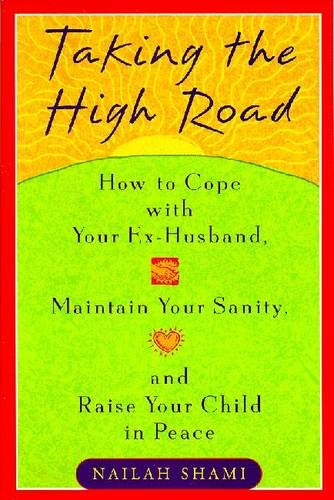 Taking the
High Road
How to Cope
with
Your Ex-Husband,
Maintain Your Sanity,
and
Raise Your Child
in Peace
NAILAH SHAMI